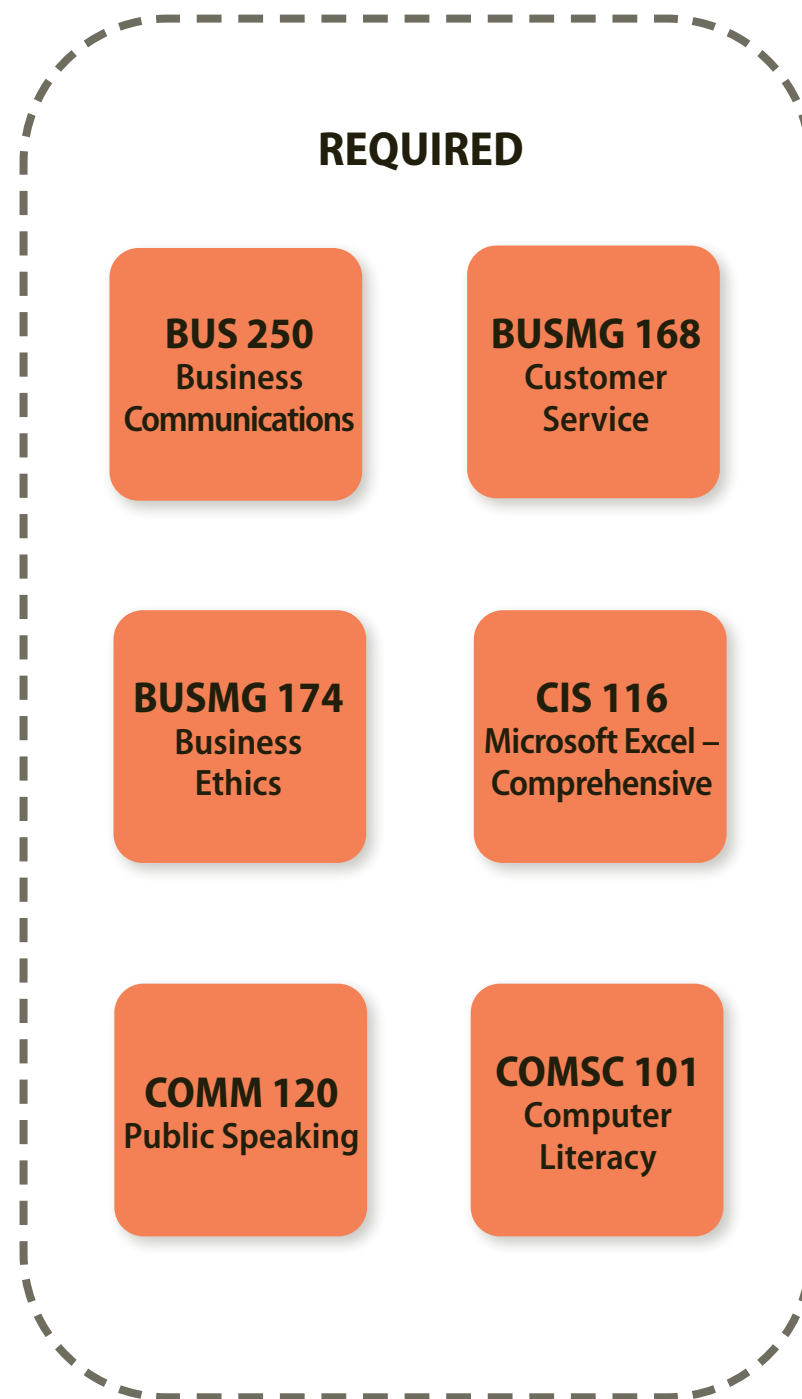 REQUIRED
BUS 250
Business
Communications
BUSMG 168
Customer
Service
BUSMG 174
Business
Ethics
CIS 116
Microsoft Excel –
Comprehensive
COMM 120
Public Speaking
COMSC 101
Computer
Literacy